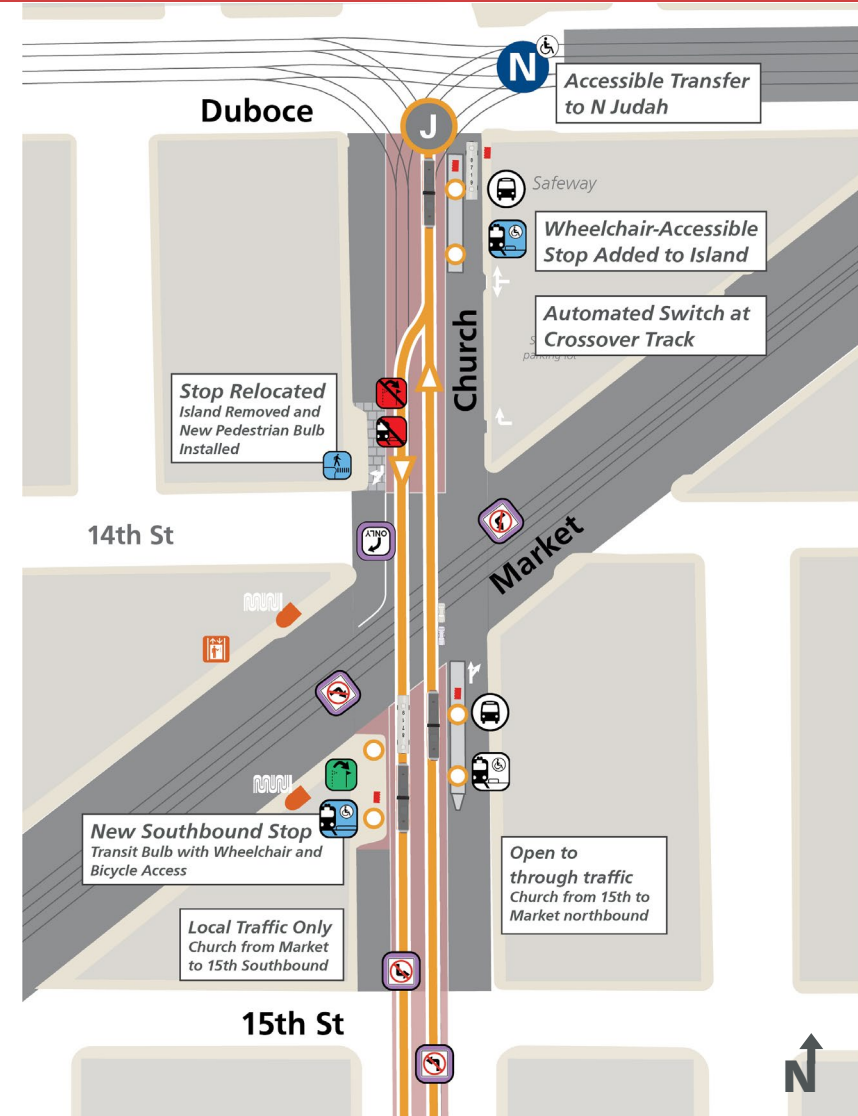 N
Accessible Transfer
to N Judah
Duboce
J
Safeway
Wheelchair-Accessible
Stop Added to Island
Automated Switch at
Crossover Track
Church
Stop Relocated
Island Removed and
New Pedestrian Bulb
Installed
14th St
ONLY
Market
New Southbound Stop
Transit Bulb with Wheelchair and
Bicycle Access
Open to
through traffic
Church from 15th to
Market northbound
Local Traffic Only
Church from Market
to 15th Southbound
15th St
N